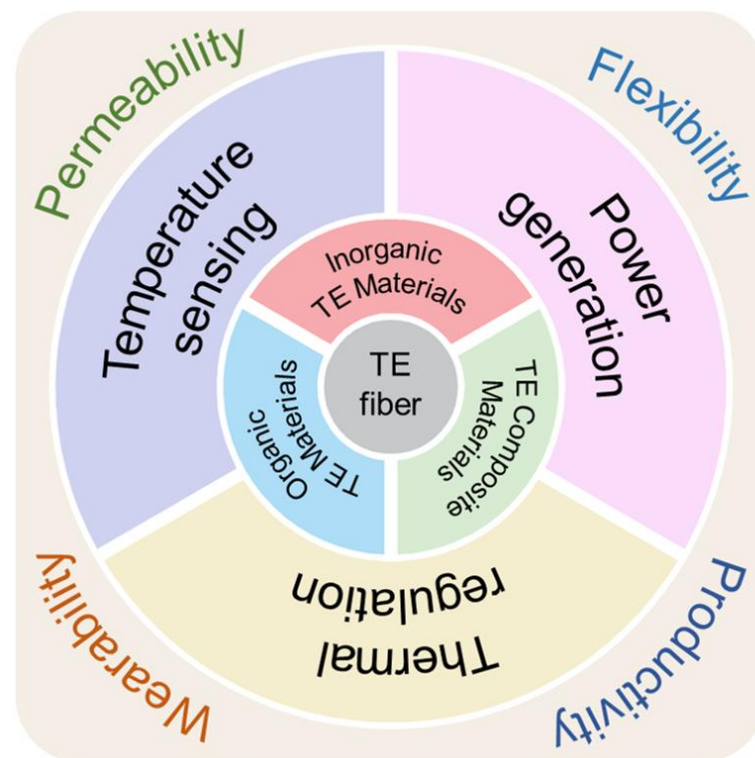 Permeability
Flexibility
Temperature
sensing
Power
generation
Inorganic
TE Materials
TE
fiber
Organic
TE Materials
TE Composite
Materials
Thermal
regulation
Wearability
Productivity